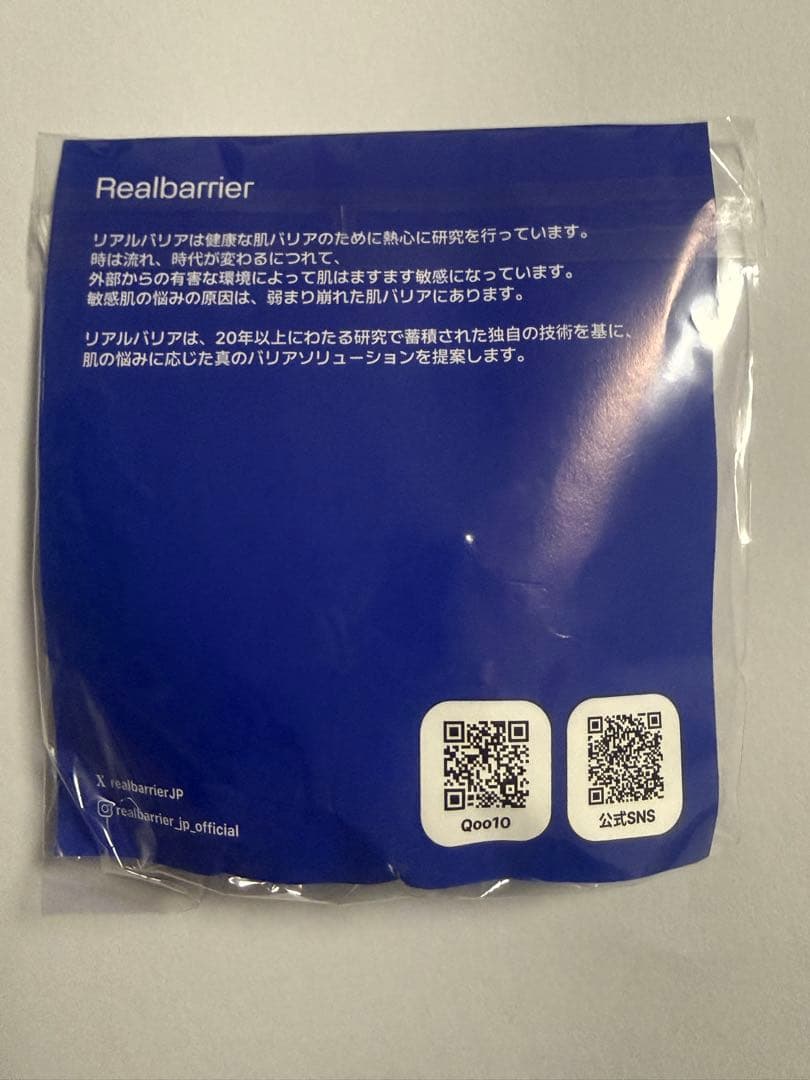 Realbarrier
リアルバリアは健康な肌バリアのために熱心に研究を行っています。
時は流れ、時代が変わるにつれて、
外部からの有害な環境によって肌はますます敏感になっています。
敏感肌の悩みの原因は、弱まり崩れた肌バリアにあります。
リアルバリアは、20年以上にわたる研究で蓄積された独自の技術を基に、
肌の悩みに応じた真のバリアソリューションを提案します。
X realbarrierJP
realbarrier_jp_official
Qoo10
公式SNS